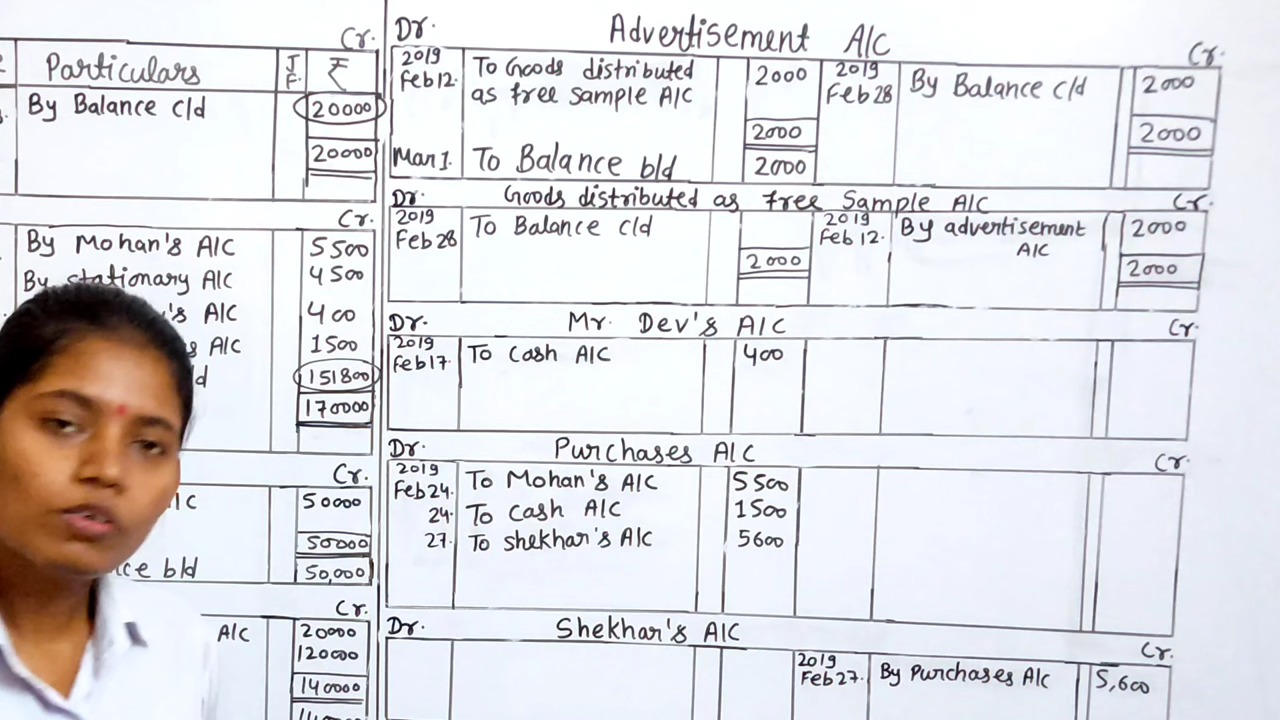 Cr.
Particulars J.F. ₹
By Balance c/d 20000
20000
Cr.
By Mohan's A/C 5500
By stationary A/C 4500
's A/C 400
A/C 1500
151800
170000
Cr.
50000
50000
b/d 50,000
Cr.
A/C 20000
120000
140000
Dr. Advertisement A/C Cr.
2019 Feb 12. To Goods distributed 2000 2019 Feb 28 By Balance c/d 2000
as free sample A/C
2000 2000
Mar 1. To Balance b/d 2000
Dr. Goods distributed as free Sample A/C Cr.
2019 Feb 28 To Balance c/d 2019 Feb 12. By advertisement 2000
A/C
2000 2000
Dr. Mr. Dev's A/C Cr.
2019 Feb 17. To Cash A/C 400
Dr. Purchases A/C Cr.
2019 Feb 24. To Mohan's A/C 5500
24. To Cash A/C 1500
27. To shekhar's A/C 5600
Dr. Shekhar's A/C Cr.
2019 Feb 27. By Purchases A/C 5,600